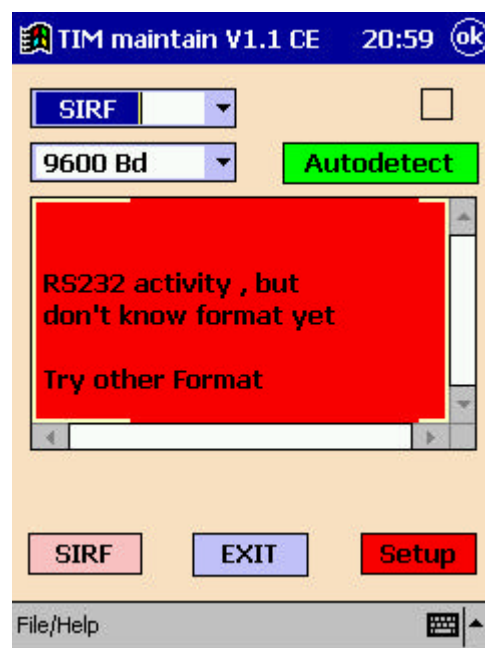 TIM maintain V1.1 CE 20:59 ok
SIRF
9600 Bd Autodetect
RS232 activity , but
don't know format yet
Try other Format
SIRF EXIT Setup
File/Help